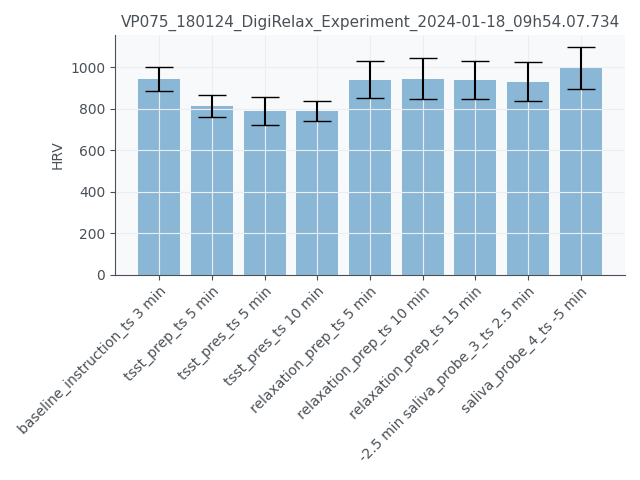 VP075_180124_DigiRelax_Experiment_2024-01-18_09h54.07.734
HRV
1000
800
600
400
200
0
baseline_instruction_ts 3 min
tsst_prep_ts 5 min
tsst_pres_ts 5 min
tsst_pres_ts 10 min
relaxation_prep_ts 5 min
relaxation_prep_ts 10 min
relaxation_prep_ts 15 min
-2.5 min saliva_probe_3_ts 2.5 min
saliva_probe_4_ts -5 min